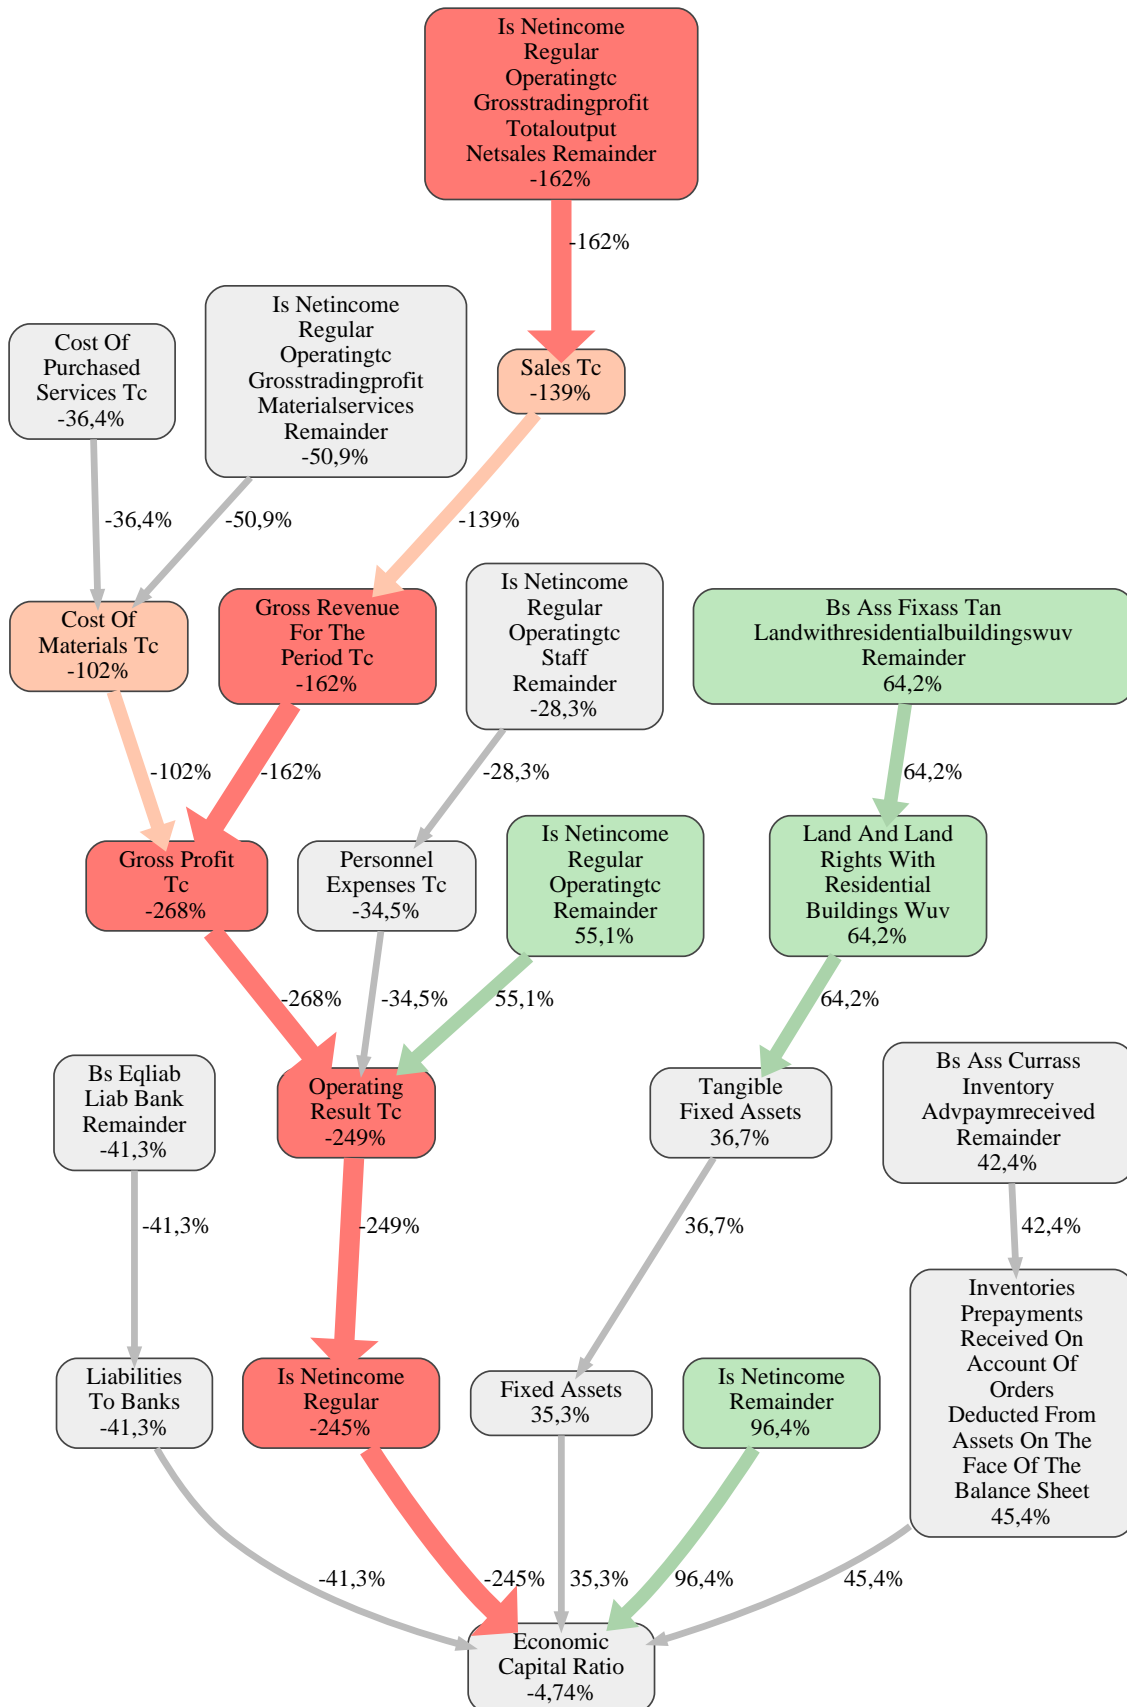 Is Netincome
Regular
Operatingtc
Grosstradingprofit
Totaloutput
Netsales Remainder
-162%
-162%
Cost Of
Purchased
Services Tc
-36,4%
Is Netincome
Regular
Operatingtc
Grosstradingprofit
Materialservices
Remainder
-50,9%
Sales Tc
-139%
-36,4%
-50,9%
-139%
Cost Of
Materials Tc
-102%
Gross Revenue
For The
Period Tc
-162%
Is Netincome
Regular
Operatingtc
Staff
Remainder
-28,3%
Bs Ass Fixass Tan
Landwithresidentialbuildingswuv
Remainder
64,2%
-102%
-162%
-28,3%
64,2%
Gross Profit
Tc
-268%
Personnel
Expenses Tc
-34,5%
Is Netincome
Regular
Operatingtc
Remainder
55,1%
Land And Land
Rights With
Residential
Buildings Wuv
64,2%
-268%
-34,5%
55,1%
64,2%
Bs Eqliab
Liab Bank
Remainder
-41,3%
Operating
Result Tc
-249%
Tangible
Fixed Assets
36,7%
Bs Ass Currass
Inventory
Advpaymreceived
Remainder
42,4%
-41,3%
-249%
36,7%
42,4%
Liabilities
To Banks
-41,3%
Is Netincome
Regular
-245%
Fixed Assets
35,3%
Is Netincome
Remainder
96,4%
Inventories
Prepayments
Received On
Account Of
Orders
Deducted From
Assets On The
Face Of The
Balance Sheet
45,4%
-41,3%
-245%
35,3%
96,4%
45,4%
Economic
Capital Ratio
-4,74%